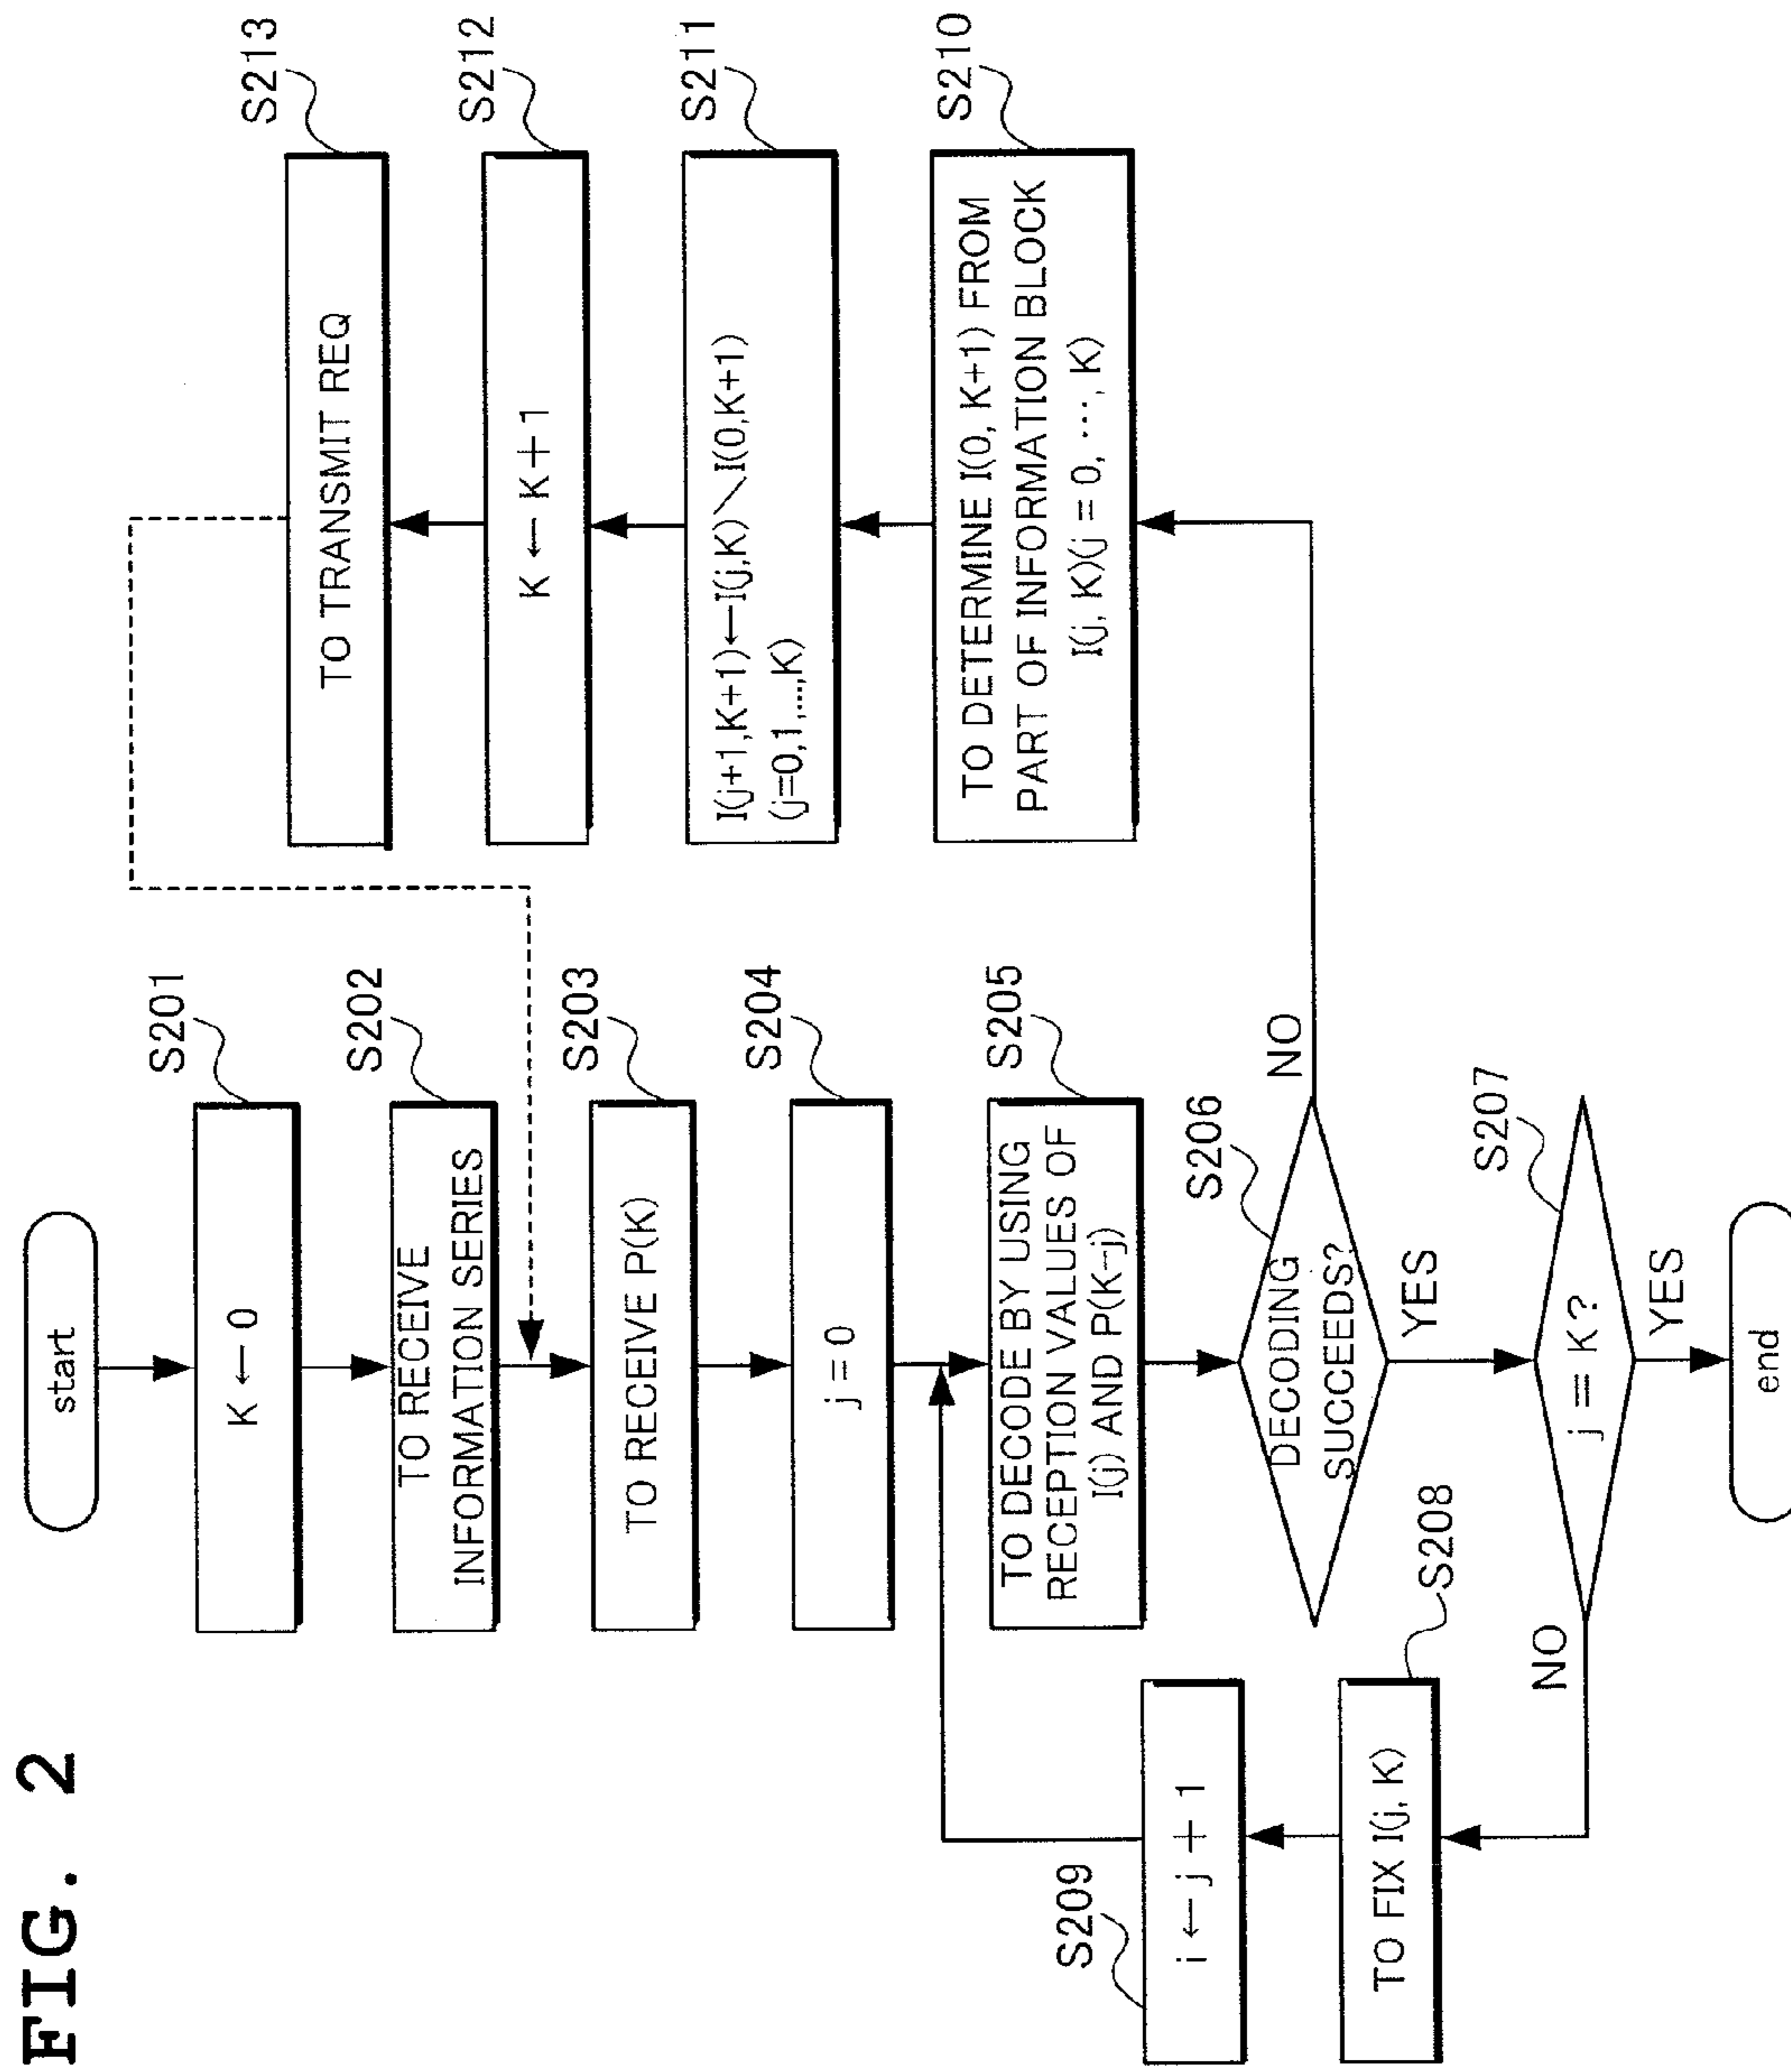 FIG. 2
start
S201
K ← 0
S202
TO RECEIVE
INFORMATION SERIES
S203
TO RECEIVE P(K)
S204
j = 0
S205
TO DECODE BY USING
RECEPTION VALUES OF
I(j) AND P(K-j)
S206
DECODING
SUCCEEDS?
NO
YES
S207
j = K?
NO
YES
end
S208
TO FIX I(j, K)
S209
i ← j + 1
S210
TO DETERMINE I(0, K+1) FROM
PART OF INFORMATION BLOCK
I(j, K)(j = 0, ···, K)
S211
I(j+1,K+1)←I(j,K)\I(0,K+1)
(j=0,1,...,K)
S212
K ← K + 1
S213
TO TRANSMIT REQ